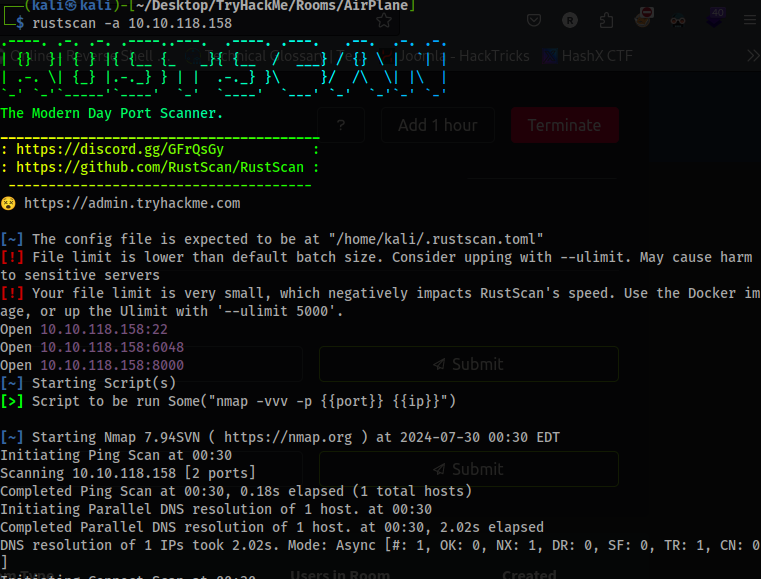 (kali㉿kali)-[~/Desktop/TryHackMe/Rooms/AirPlane]
$ rustscan -a 10.10.118.158
Joomla - HackTricks
HashX CTF
The Modern Day Port Scanner.
? Add 1 hour Terminate
: https://discord.gg/GFrQsGy :
: https://github.com/RustScan/RustScan :
😵 https://admin.tryhackme.com
[~] The config file is expected to be at "/home/kali/.rustscan.toml"
[!] File limit is lower than default batch size. Consider upping with --ulimit. May cause harm
to sensitive servers
[!] Your file limit is very small, which negatively impacts RustScan's speed. Use the Docker im
age, or up the Ulimit with '--ulimit 5000'.
Open 10.10.118.158:22
Open 10.10.118.158:6048
Open 10.10.118.158:8000
Submit
[~] Starting Script(s)
[>] Script to be run Some("nmap -vvv -p {{port}} {{ip}}")
[~] Starting Nmap 7.94SVN ( https://nmap.org ) at 2024-07-30 00:30 EDT
Initiating Ping Scan at 00:30
Scanning 10.10.118.158 [2 ports]
Submit
Completed Ping Scan at 00:30, 0.18s elapsed (1 total hosts)
Initiating Parallel DNS resolution of 1 host. at 00:30
Completed Parallel DNS resolution of 1 host. at 00:30, 2.02s elapsed
DNS resolution of 1 IPs took 2.02s. Mode: Async [#: 1, OK: 0, NX: 1, DR: 0, SF: 0, TR: 1, CN: 0
]
Users in Room
Created
Initiating Connect Scan at 00:30